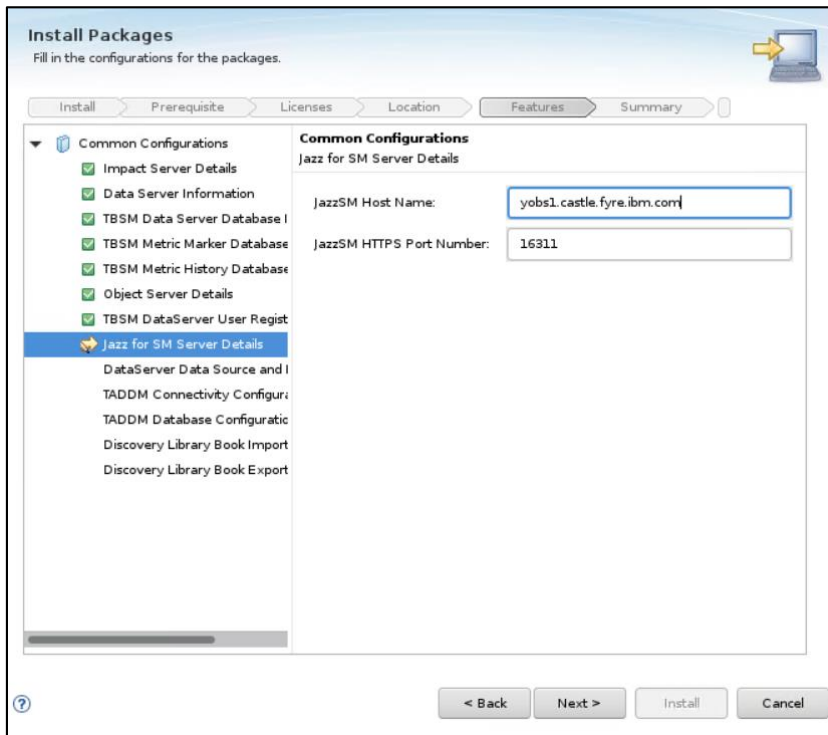 Install Packages
Fill in the configurations for the packages.
Install Prerequisite Licenses Location Features Summary
Common Configurations
Impact Server Details
Data Server Information
TBSM Data Server Database I
TBSM Metric Marker Database
TBSM Metric History Database
Object Server Details
TBSM DataServer User Regist
Jazz for SM Server Details
DataServer Data Source and I
TADDM Connectivity Configura
TADDM Database Configuratic
Discovery Library Book Import
Discovery Library Book Export
Common Configurations
Jazz for SM Server Details
JazzSM Host Name: yobs1.castle.fyre.ibm.com
JazzSM HTTPS Port Number: 16311
? < Back Next > Install Cancel